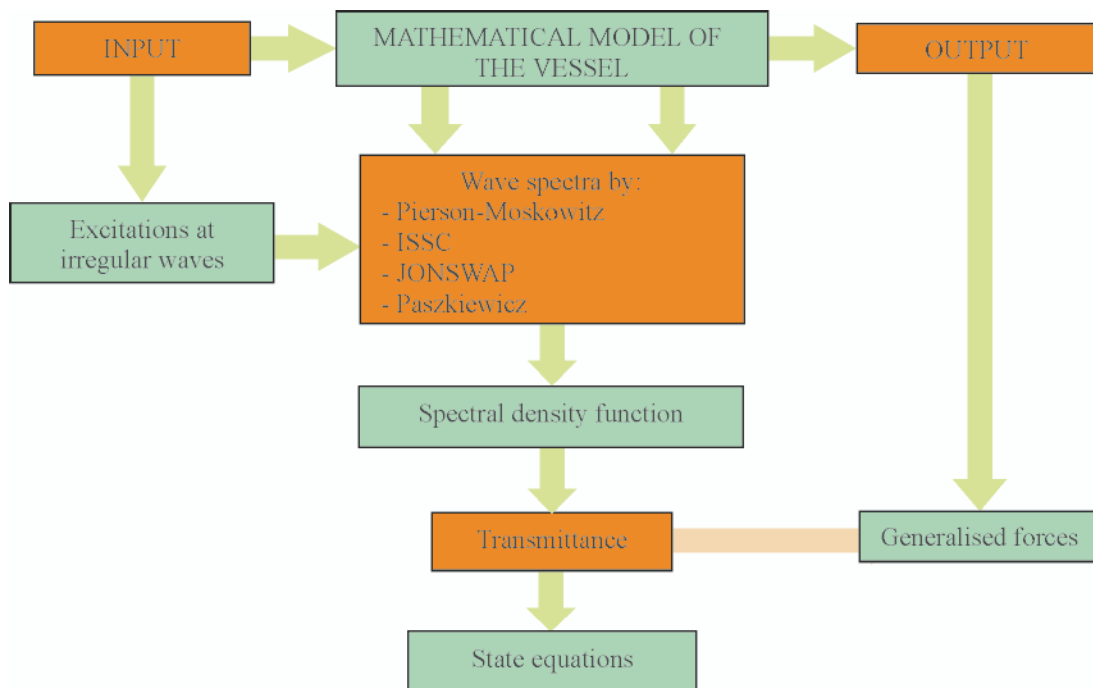 INPUT
MATHEMATICAL MODEL OF
THE VESSEL
OUTPUT
Excitations at
irregular waves
Wave spectra by:
- Pierson-Moskowitz
- ISSC
- JONSWAP
- Paszkiewicz
Spectral density function
Transmittance
Generalised forces
State equations